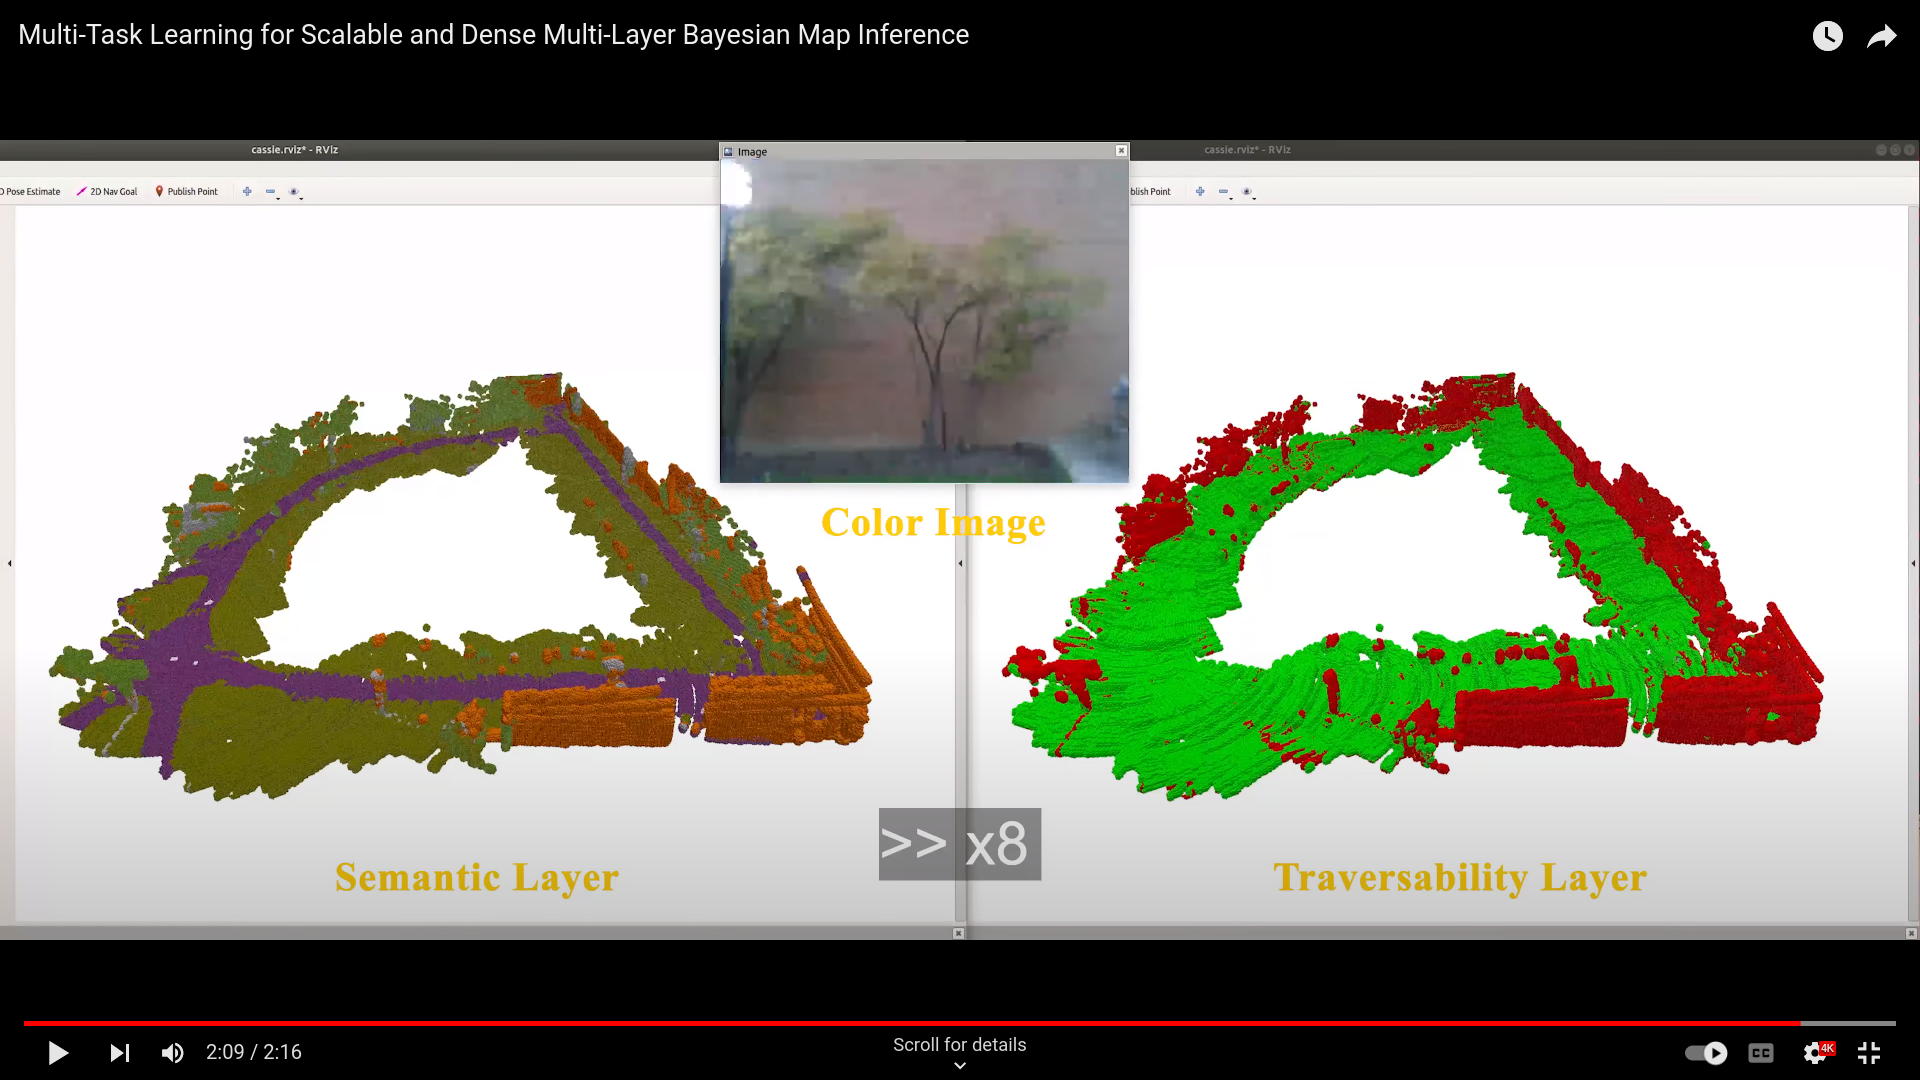 Multi-Task Learning for Scalable and Dense Multi-Layer Bayesian Map Inference
cassie.rviz* - RViz
Image
cassie.rviz* - RViz
D Pose Estimate 2D Nav Goal Publish Point
blish Point
Color Image
>> x8
Semantic Layer
Traversability Layer
Scroll for details
2:09 / 2:16
CC
4K